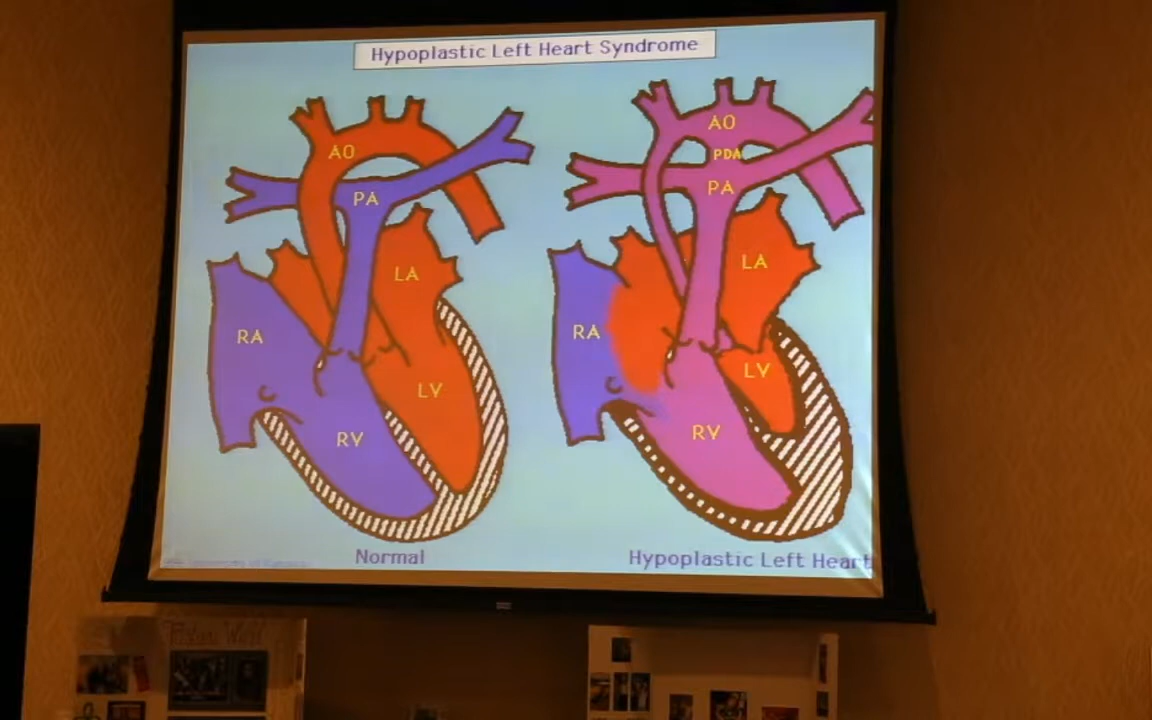 Hypoplastic Left Heart Syndrome
AO
PA
LA
RA
LV
RV
Normal
AO
PDA
PA
LA
RA
LV
RV
Hypoplastic Left Heart